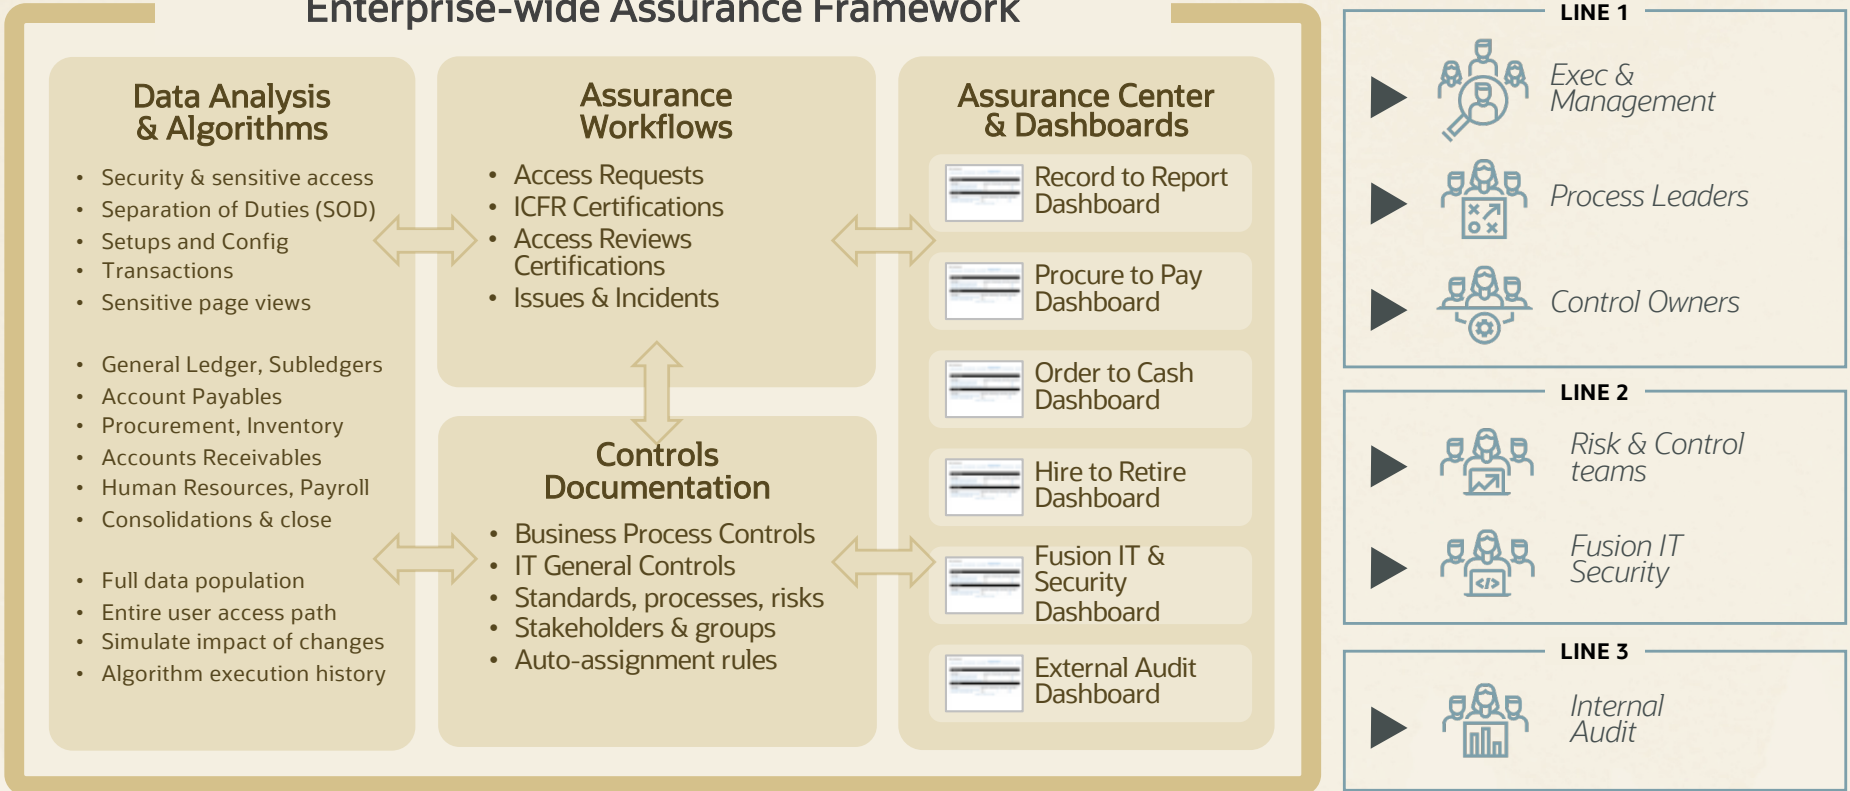 Enterprise-wide Assurance Framework
Data Analysis
& Algorithms
• Security & sensitive access
• Separation of Duties (SOD)
• Setups and Config
• Transactions
• Sensitive page views
• General Ledger, Subledgers
• Account Payables
• Procurement, Inventory
• Accounts Receivables
• Human Resources, Payroll
• Consolidations & close
• Full data population
• Entire user access path
• Simulate impact of changes
• Algorithm execution history
Assurance
Workflows
• Access Requests
• ICFR Certifications
• Access Reviews
Certifications
• Issues & Incidents
Controls
Documentation
• Business Process Controls
• IT General Controls
• Standards, processes, risks
• Stakeholders & groups
• Auto-assignment rules
Assurance Center
& Dashboards
Record to Report
Dashboard
Procure to Pay
Dashboard
Order to Cash
Dashboard
Hire to Retire
Dashboard
Fusion IT &
Security
Dashboard
External Audit
Dashboard
LINE 1
Exec &
Management
Process Leaders
Control Owners
LINE 2
Risk & Control
teams
Fusion IT
Security
LINE 3
Internal
Audit